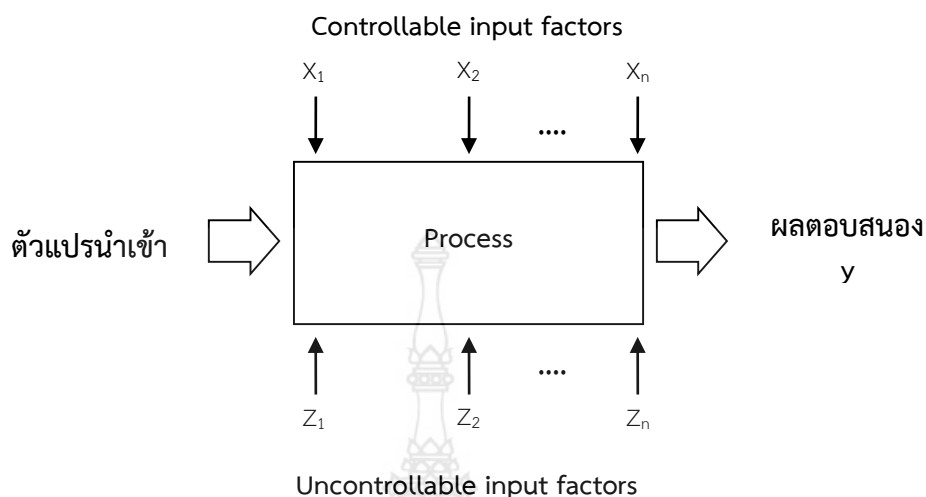 Controllable input factors
X₁ X₂ Xₙ
....
ตัวแปรนำเข้า
Process
ผลตอบสนอง
y
....
Z₁ Z₂ Zₙ
Uncontrollable input factors